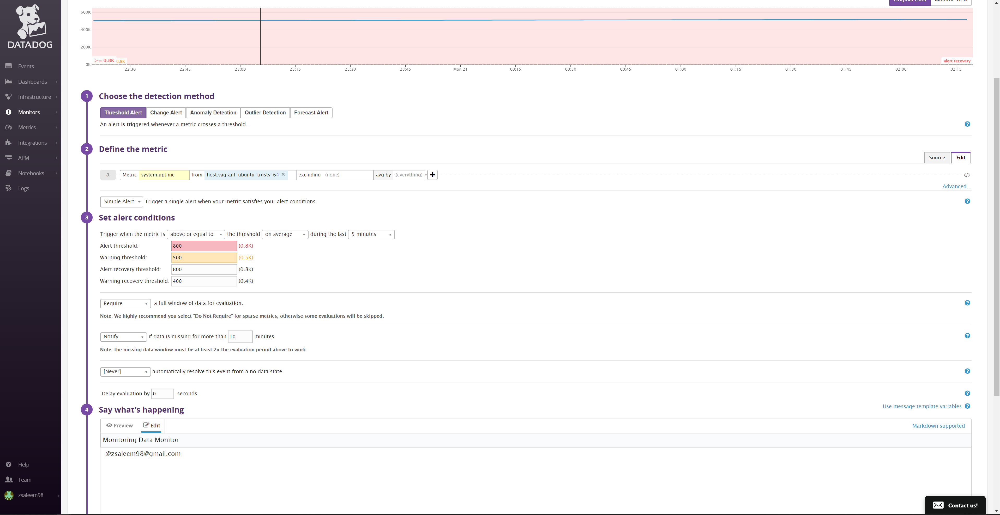 Original Data Monitor View
600K
400K
200K
0K
>= 0.8K 0.8K
alert recovery
22:30 22:45 23:00 23:15 23:30 23:45 Mon 21 00:15 00:30 00:45 01:00 01:15 01:30 01:45 02:00 02:15
DATADOG
Events
Dashboards
Infrastructure
Monitors
Metrics
Integrations
APM
Notebooks
Logs
Help
Team
zsaleem98
1 Choose the detection method
Threshold Alert Change Alert Anomaly Detection Outlier Detection Forecast Alert
An alert is triggered whenever a metric crosses a threshold.
2 Define the metric
Source Edit
a Metric system.uptime from host:vagrant-ubuntu-trusty-64 × excluding (none) avg by (everything) + </>
Advanced...
Simple Alert Trigger a single alert when your metric satisfies your alert conditions.
3 Set alert conditions
Trigger when the metric is above or equal to the threshold on average during the last 5 minutes
Alert threshold: 800 (0.8K)
Warning threshold: 500 (0.5K)
Alert recovery threshold: 800 (0.8K)
Warning recovery threshold: 400 (0.4K)
Require a full window of data for evaluation.
Note: We highly recommend you select "Do Not Require" for sparse metrics, otherwise some evaluations will be skipped.
Notify if data is missing for more than 10 minutes.
Note: the missing data window must be at least 2x the evaluation period above to work
[Never] automatically resolve this event from a no data state.
Delay evaluation by 0 seconds
4 Say what's happening
Use message template variables
Preview Edit
Markdown supported
Monitoring Data Monitor
@zsaleem98@gmail.com
Contact us!